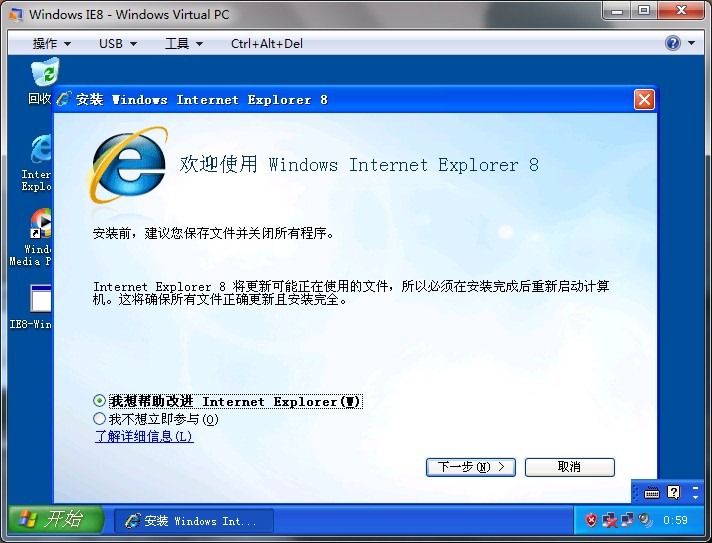 Windows IE8 - Windows Virtual PC
操作 USB 工具 Ctrl+Alt+Del
回收
安装 Windows Internet Explorer 8
欢迎使用 Windows Internet Explorer 8
Inter
Explo
安装前，建议您保存文件并关闭所有程序。
Windo
Media P
Internet Explorer 8 将更新可能正在使用的文件，所以必须在安装完成后重新启动计算
机。这将确保所有文件正确更新且安装完全。
IE8-Win
我想帮助改进 Internet Explorer(W)
我不想立即参与(O)
了解详细信息(L)
下一步(N) > 取消
开始 安装 Windows Int... 0:59